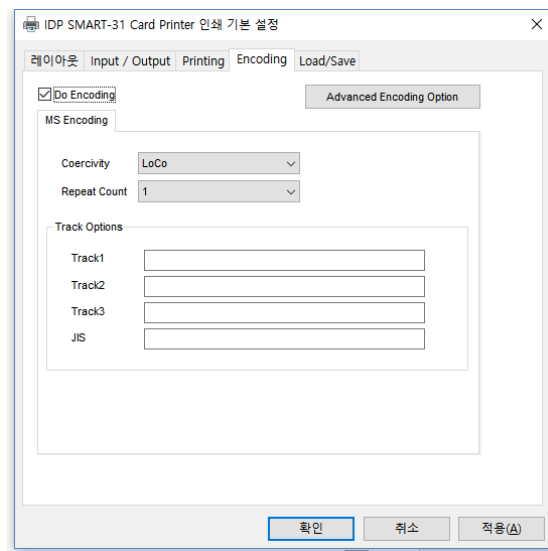 IDP SMART-31 Card Printer 인쇄 기본 설정
레이아웃 Input / Output Printing Encoding Load/Save
Do Encoding Advanced Encoding Option
MS Encoding
Coercivity LoCo
Repeat Count 1
Track Options
Track1
Track2
Track3
JIS
확인 취소 적용(A)